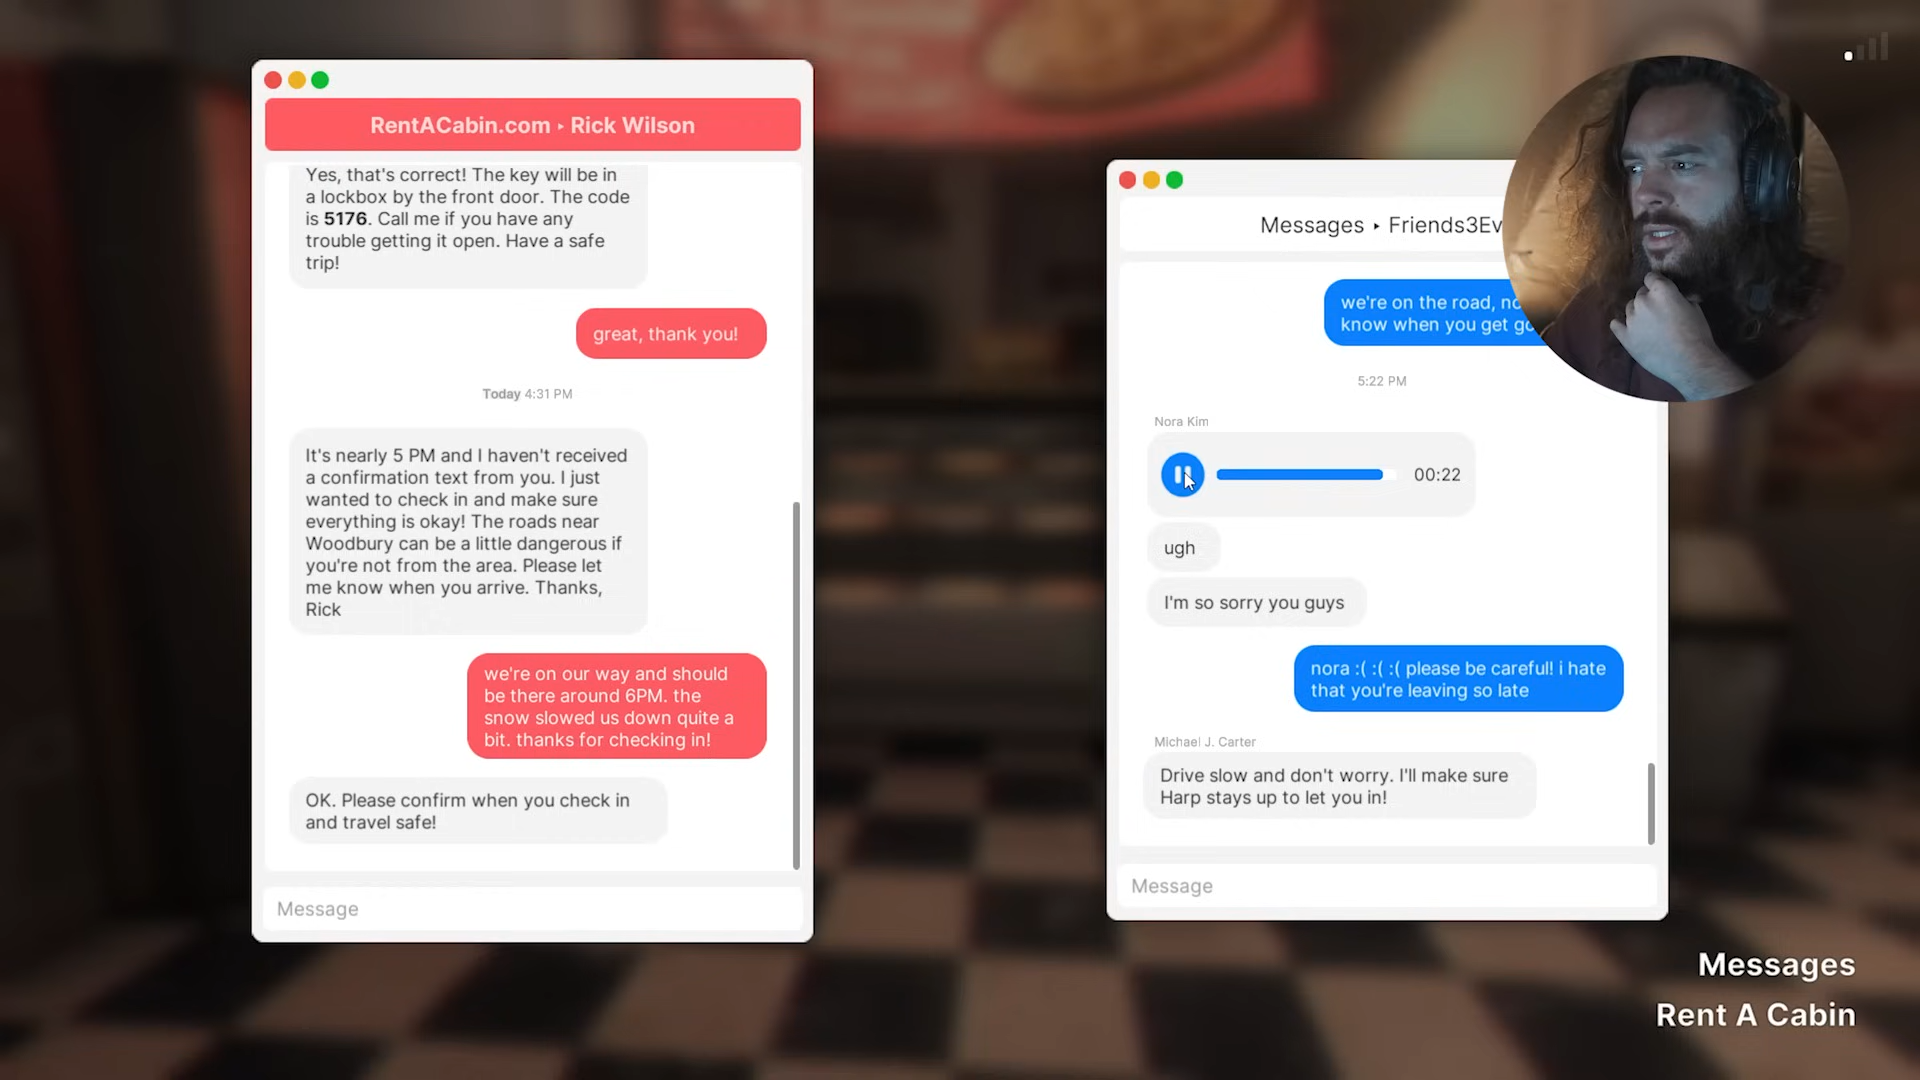 RentACabin.com ‣ Rick Wilson
Yes, that's correct! The key will be in
a lockbox by the front door. The code
is 5176. Call me if you have any
trouble getting it open. Have a safe
trip!
great, thank you!
Today 4:31 PM
It's nearly 5 PM and I haven't received
a confirmation text from you. I just
wanted to check in and make sure
everything is okay! The roads near
Woodbury can be a little dangerous if
you're not from the area. Please let
me know when you arrive. Thanks,
Rick
we're on our way and should
be there around 6PM. the
snow slowed us down quite a
bit. thanks for checking in!
OK. Please confirm when you check in
and travel safe!
Message
Messages ‣ Friends3Ev
we're on the road,
know when you get
5:22 PM
Nora Kim
00:22
ugh
I'm so sorry you guys
nora :( :( :( please be careful! i hate
that you're leaving so late
Michael J. Carter
Drive slow and don't worry. I'll make sure
Harp stays up to let you in!
Message
Messages
Rent A Cabin